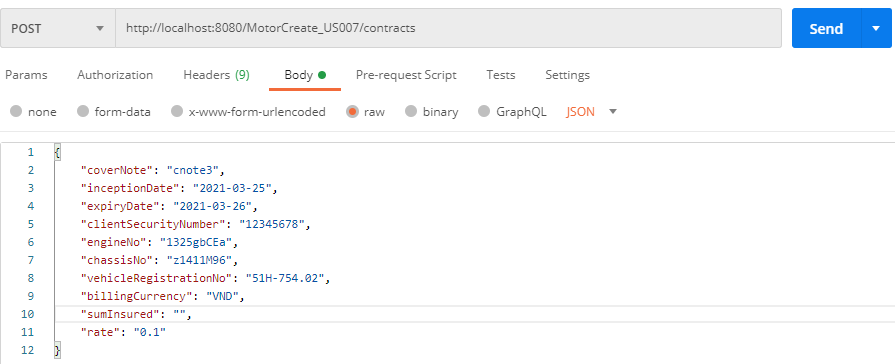 POST http://localhost:8080/MotorCreate_US007/contracts Send
Params Authorization Headers (9) Body Pre-request Script Tests Settings
none form-data x-www-form-urlencoded raw binary GraphQL JSON
1 {
2 "coverNote": "cnote3",
3 "inceptionDate": "2021-03-25",
4 "expiryDate": "2021-03-26",
5 "clientSecurityNumber": "12345678",
6 "engineNo": "1325gbCEa",
7 "chassisNo": "z1411M96",
8 "vehicleRegistrationNo": "51H-754.02",
9 "billingCurrency": "VND",
10 "sumInsured": "",
11 "rate": "0.1"
12 }